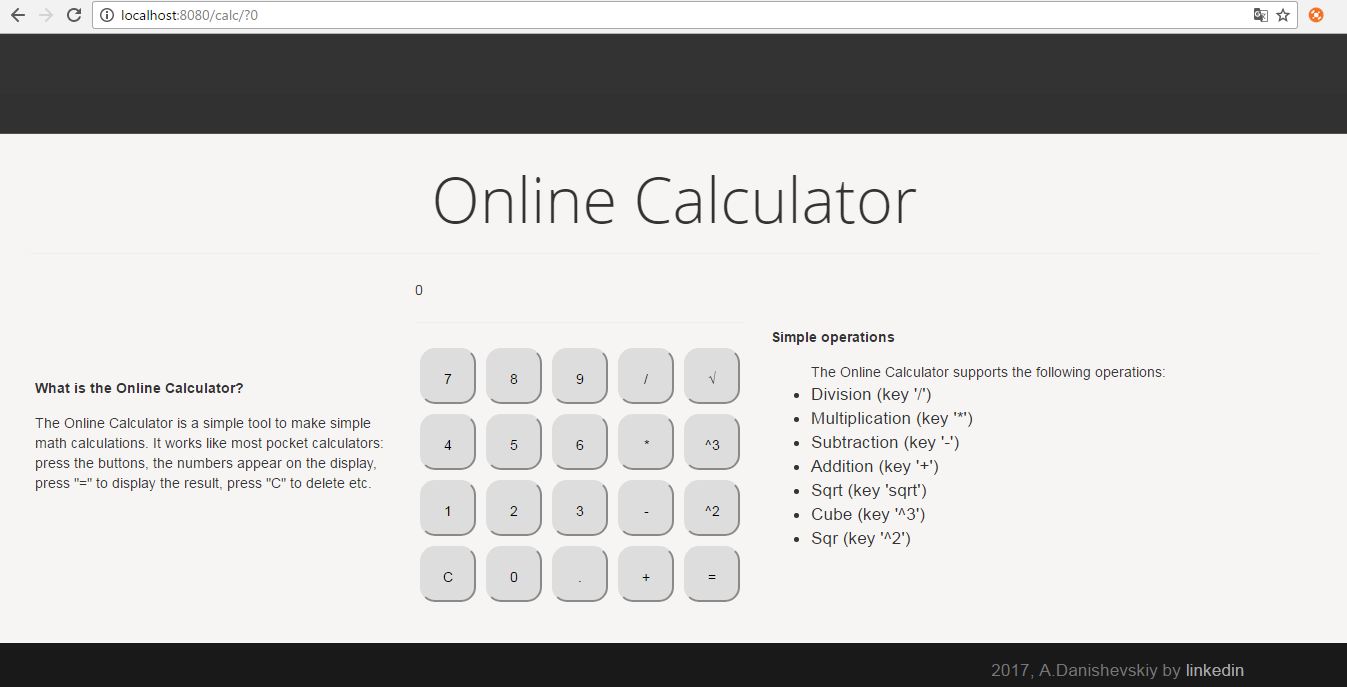 localhost:8080/calc/?0
Online Calculator
What is the Online Calculator?
The Online Calculator is a simple tool to make simple
math calculations. It works like most pocket calculators:
press the buttons, the numbers appear on the display,
press "=" to display the result, press "C" to delete etc.
0
7 8 9 / √
4 5 6 * ^3
1 2 3 - ^2
C 0 . + =
Simple operations
The Online Calculator supports the following operations:
• Division (key '/')
• Multiplication (key '*')
• Subtraction (key '-')
• Addition (key '+')
• Sqrt (key 'sqrt')
• Cube (key '^3')
• Sqr (key '^2')
2017, A.Danishevskiy by linkedin